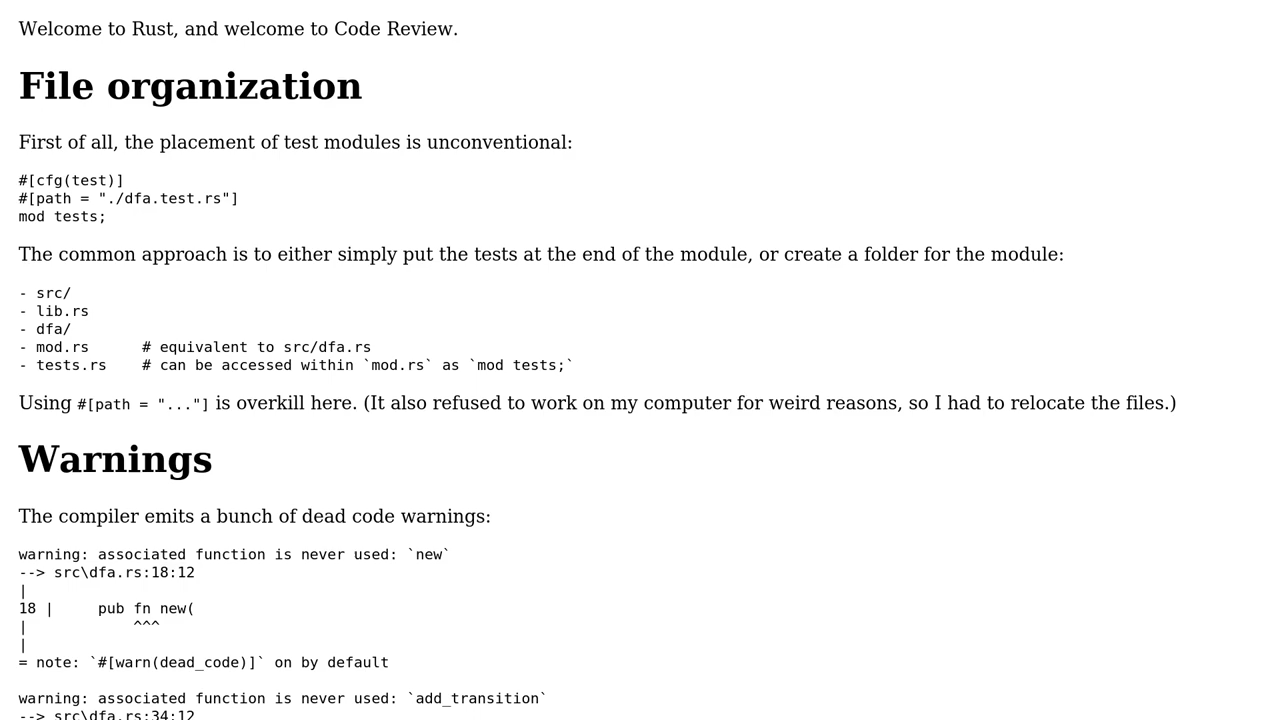 Welcome to Rust, and welcome to Code Review.
File organization
First of all, the placement of test modules is unconventional:
#[cfg(test)]
#[path = "./dfa.test.rs"]
mod tests;
The common approach is to either simply put the tests at the end of the module, or create a folder for the module:
- src/
- lib.rs
- dfa/
- mod.rs      # equivalent to src/dfa.rs
- tests.rs    # can be accessed within `mod.rs` as `mod tests;`
Using #[path = "..."] is overkill here. (It also refused to work on my computer for weird reasons, so I had to relocate the files.)
Warnings
The compiler emits a bunch of dead code warnings:
warning: associated function is never used: `new`
--> src\dfa.rs:18:12
|
18 |     pub fn new(
|            ^^^
|
= note: `#[warn(dead_code)]` on by default
warning: associated function is never used: `add_transition`
--> src\dfa.rs:34:12